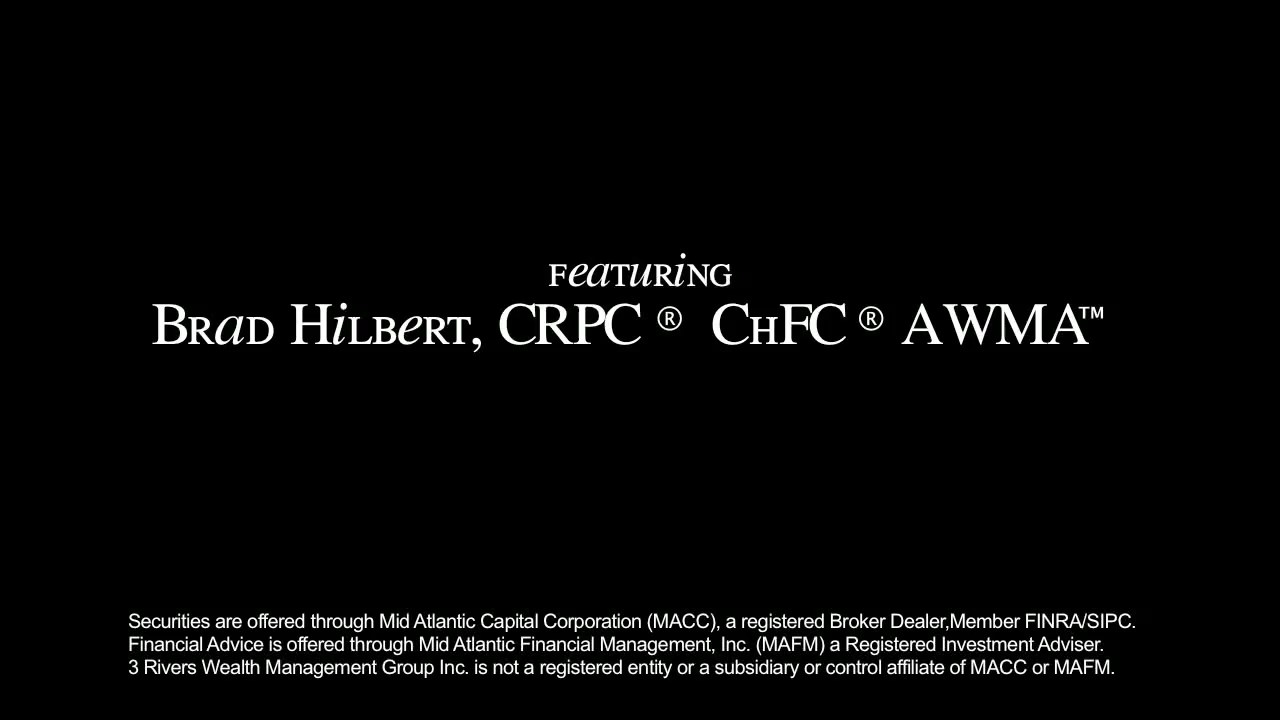 Featuring
Brad Hilbert, CRPC ® ChFC ® AWMA™
Securities are offered through Mid Atlantic Capital Corporation (MACC), a registered Broker Dealer,Member FINRA/SIPC.
Financial Advice is offered through Mid Atlantic Financial Management, Inc. (MAFM) a Registered Investment Adviser.
3 Rivers Wealth Management Group Inc. is not a registered entity or a subsidiary or control affiliate of MACC or MAFM.